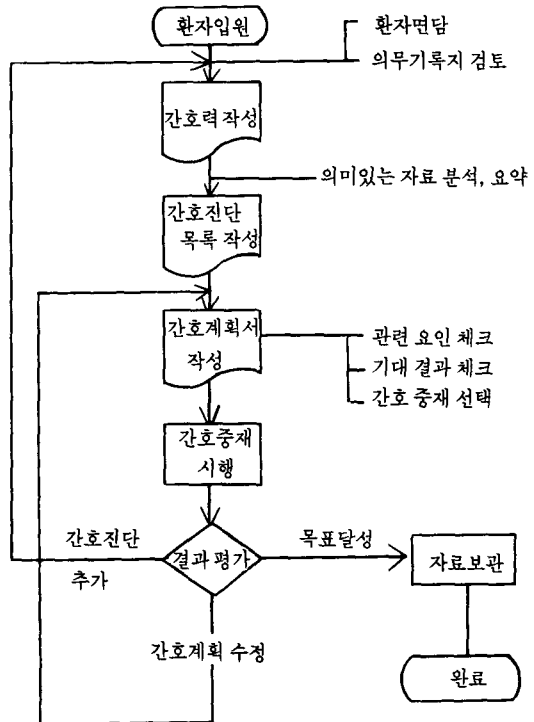 환자입원
환자면담
의무기록지 검토
간호력 작성
의미있는 자료 분석, 요약
간호진단
목록 작성
간호계획서
작성
관련 요인 체크
기대 결과 체크
간호 중재 선택
간호중재
시행
간호진단
추가
결과 평가
목표달성
자료보관
간호계획 수정
완료